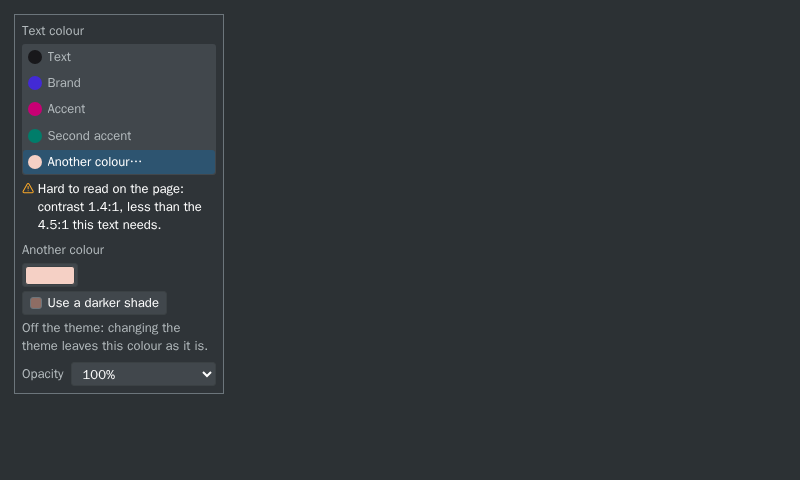 Text colour
Text
Brand
Accent
Second accent
Another colour…
Hard to read on the page:
contrast 1.4:1, less than the
4.5:1 this text needs.
Another colour
Use a darker shade
Off the theme: changing the
theme leaves this colour as it is.
Opacity 100%